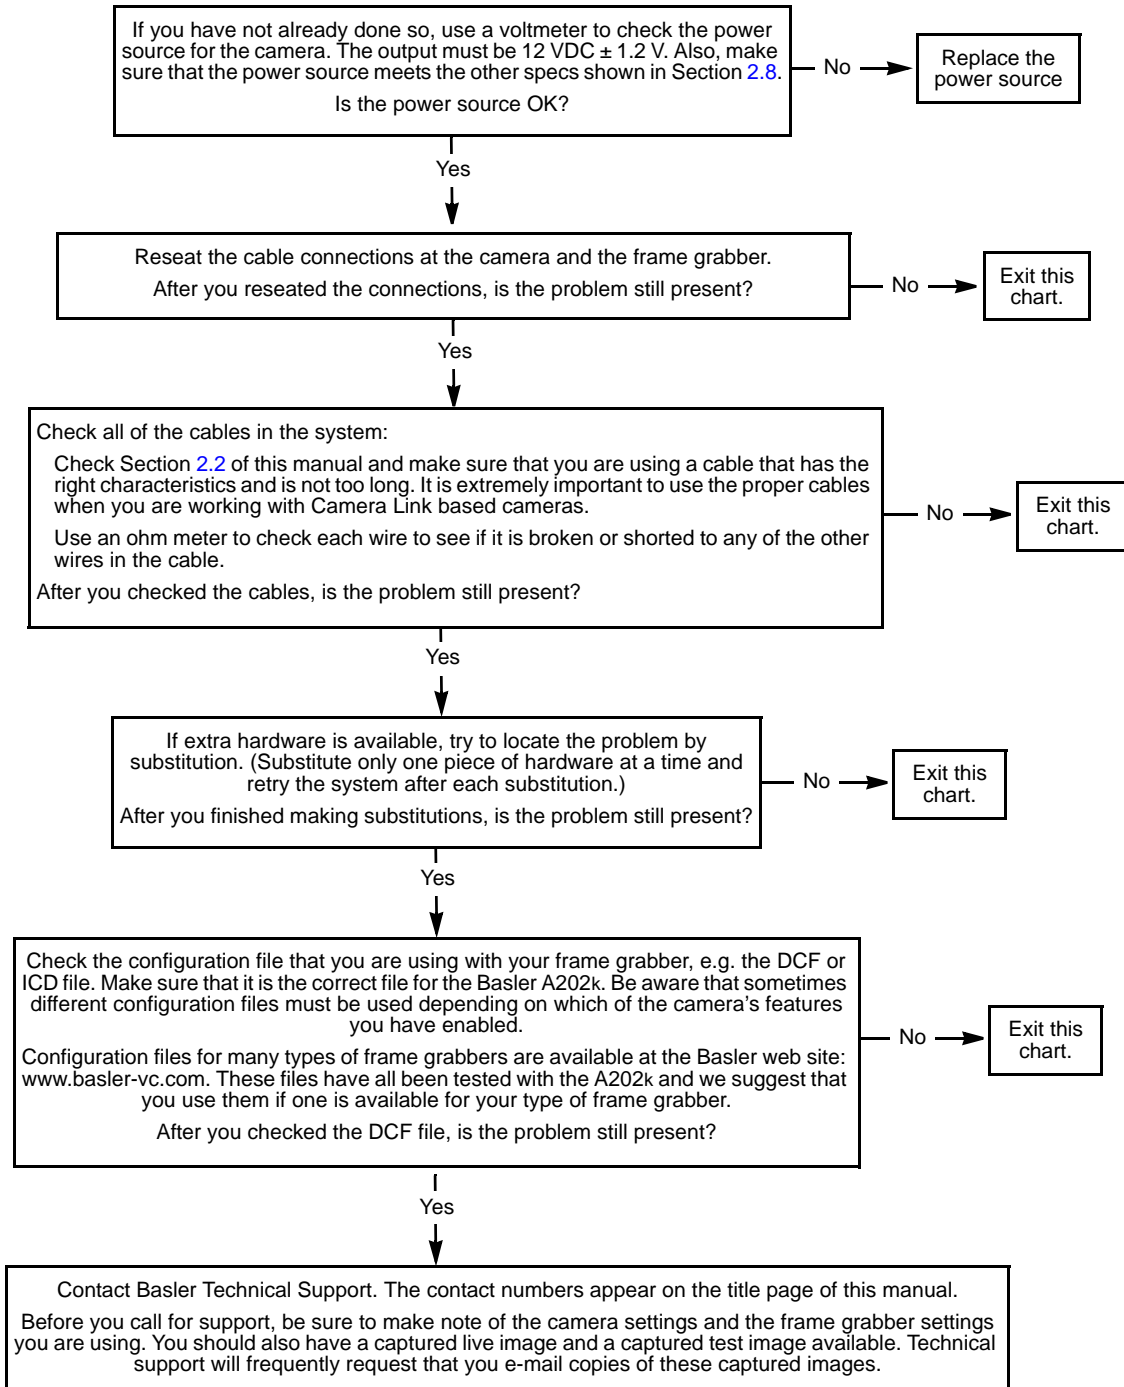 If you have not already done so, use a voltmeter to check the power
source for the camera. The output must be 12 VDC ± 1.2 V. Also, make
sure that the power source meets the other specs shown in Section 2.8.
Is the power source OK?
No
Replace the
power source
Yes
Reseat the cable connections at the camera and the frame grabber.
After you reseated the connections, is the problem still present?
No
Exit this
chart.
Yes
Check all of the cables in the system:
Check Section 2.2 of this manual and make sure that you are using a cable that has the
right characteristics and is not too long. It is extremely important to use the proper cables
when you are working with Camera Link based cameras.
Use an ohm meter to check each wire to see if it is broken or shorted to any of the other
wires in the cable.
After you checked the cables, is the problem still present?
No
Exit this
chart.
Yes
If extra hardware is available, try to locate the problem by
substitution. (Substitute only one piece of hardware at a time and
retry the system after each substitution.)
After you finished making substitutions, is the problem still present?
No
Exit this
chart.
Yes
Check the configuration file that you are using with your frame grabber, e.g. the DCF or
ICD file. Make sure that it is the correct file for the Basler A202k. Be aware that sometimes
different configuration files must be used depending on which of the camera's features
you have enabled.
Configuration files for many types of frame grabbers are available at the Basler web site:
www.basler-vc.com. These files have all been tested with the A202k and we suggest that
you use them if one is available for your type of frame grabber.
After you checked the DCF file, is the problem still present?
No
Exit this
chart.
Yes
Contact Basler Technical Support. The contact numbers appear on the title page of this manual.
Before you call for support, be sure to make note of the camera settings and the frame grabber settings
you are using. You should also have a captured live image and a captured test image available. Technical
support will frequently request that you e-mail copies of these captured images.